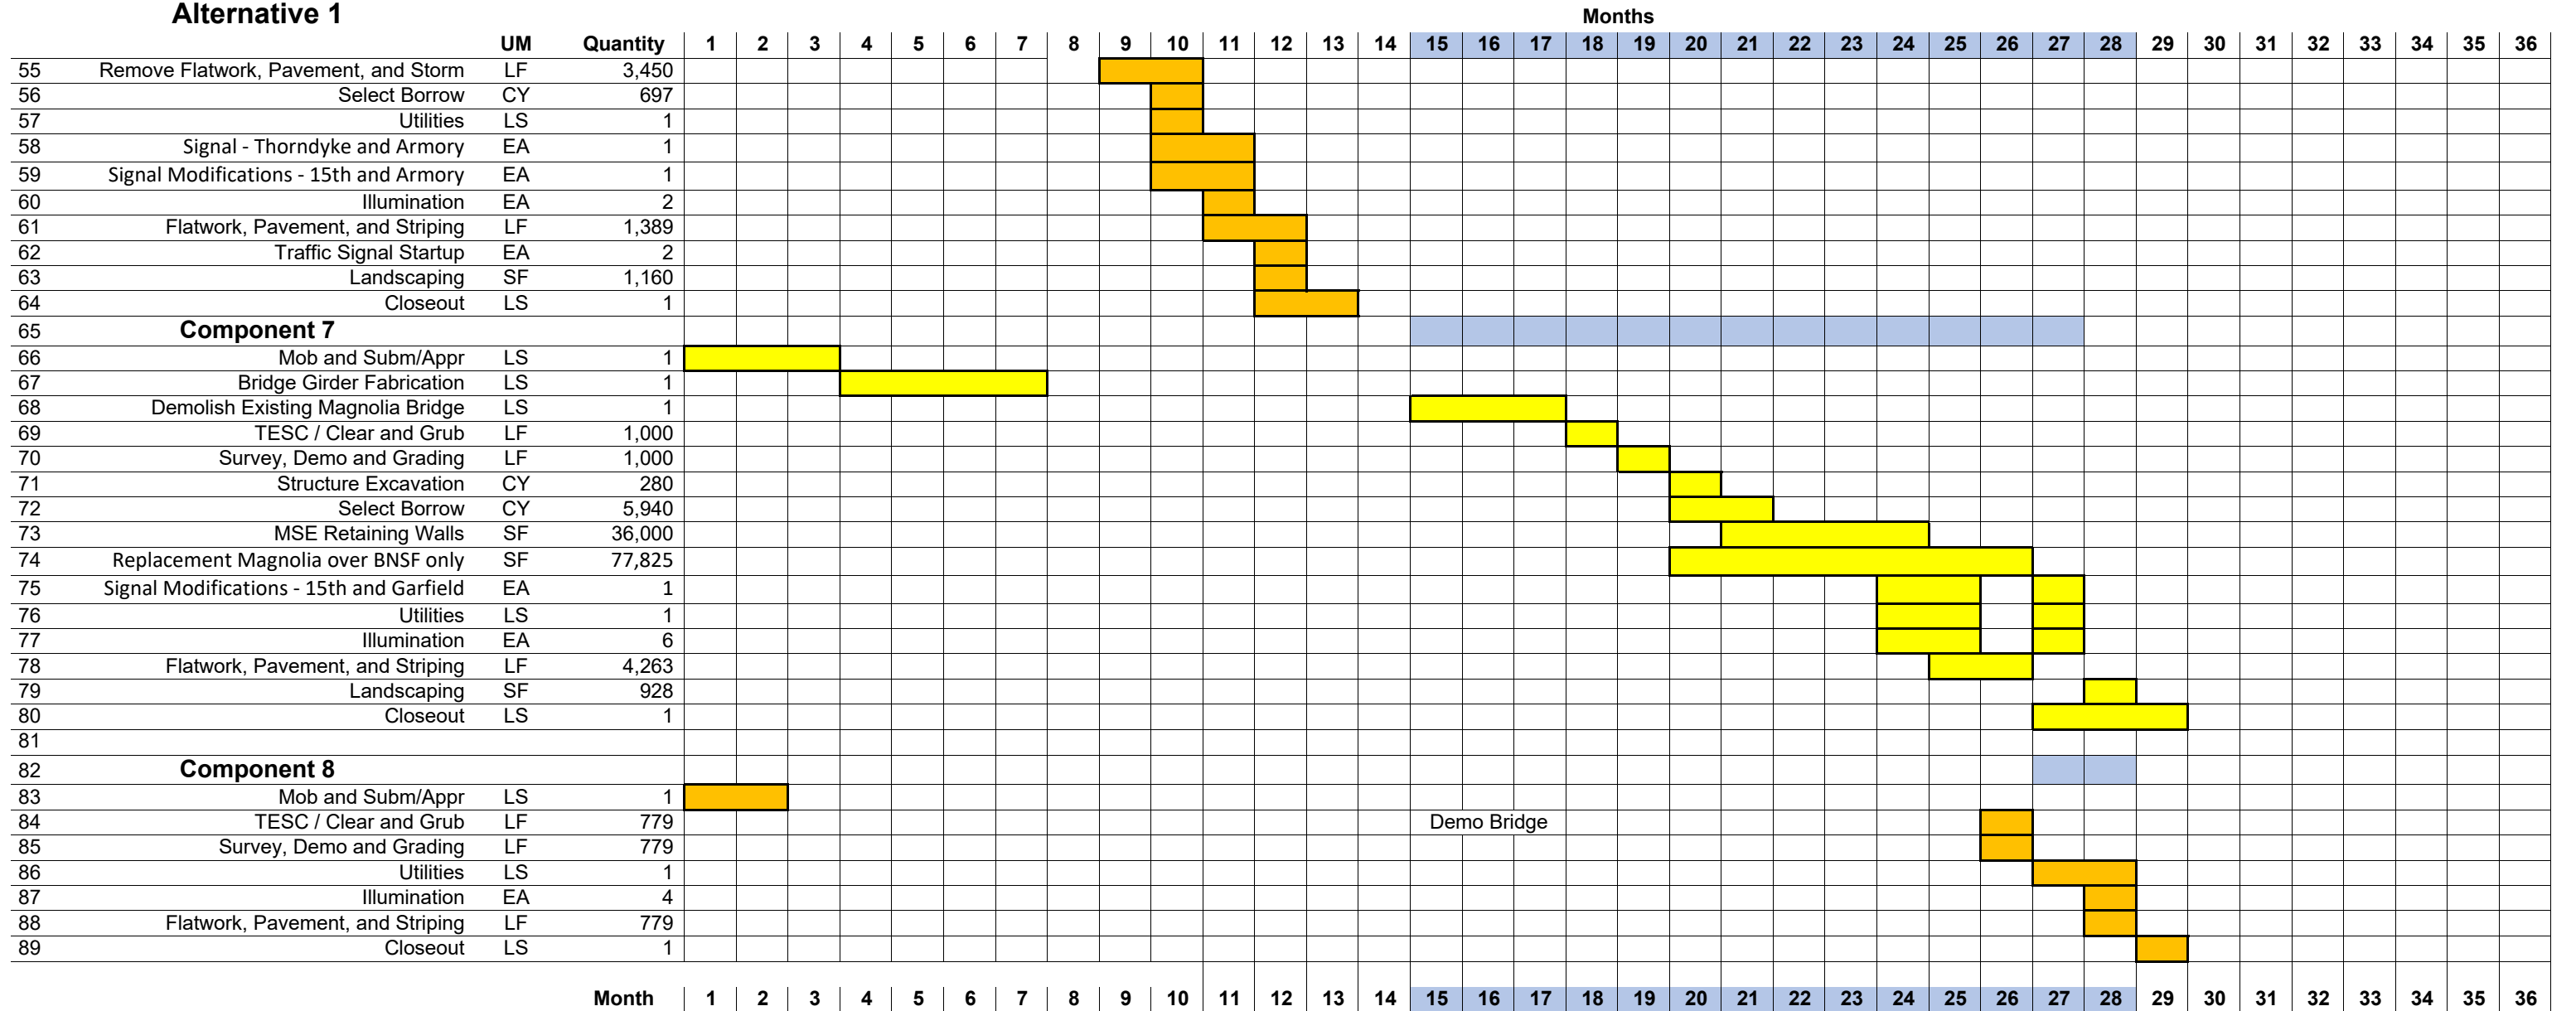 Alternative 1 Months
UM Quantity 1 2 3 4 5 6 7 8 9 10 11 12 13 14 15 16 17 18 19 20 21 22 23 24 25 26 27 28 29 30 31 32 33 34 35 36
55 Remove Flatwork, Pavement, and Storm LF 3,450
56 Select Borrow CY 697
57 Utilities LS 1
58 Signal - Thorndyke and Armory EA 1
59 Signal Modifications - 15th and Armory EA 1
60 Illumination EA 2
61 Flatwork, Pavement, and Striping LF 1,389
62 Traffic Signal Startup EA 2
63 Landscaping SF 1,160
64 Closeout LS 1
65 Component 7
66 Mob and Subm/Appr LS 1
67 Bridge Girder Fabrication LS 1
68 Demolish Existing Magnolia Bridge LS 1
69 TESC / Clear and Grub LF 1,000
70 Survey, Demo and Grading LF 1,000
71 Structure Excavation CY 280
72 Select Borrow CY 5,940
73 MSE Retaining Walls SF 36,000
74 Replacement Magnolia over BNSF only SF 77,825
75 Signal Modifications - 15th and Garfield EA 1
76 Utilities LS 1
77 Illumination EA 6
78 Flatwork, Pavement, and Striping LF 4,263
79 Landscaping SF 928
80 Closeout LS 1
81
82 Component 8
83 Mob and Subm/Appr LS 1
84 TESC / Clear and Grub LF 779 Demo Bridge
85 Survey, Demo and Grading LF 779
86 Utilities LS 1
87 Illumination EA 4
88 Flatwork, Pavement, and Striping LF 779
89 Closeout LS 1
Month 1 2 3 4 5 6 7 8 9 10 11 12 13 14 15 16 17 18 19 20 21 22 23 24 25 26 27 28 29 30 31 32 33 34 35 36